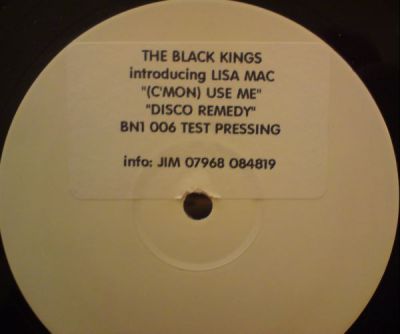 THE BLACK KINGS
introducing LISA MAC
"(C'MON) USE ME"
"DISCO REMEDY"
BN1 006 TEST PRESSING
info: JIM 07968 084819